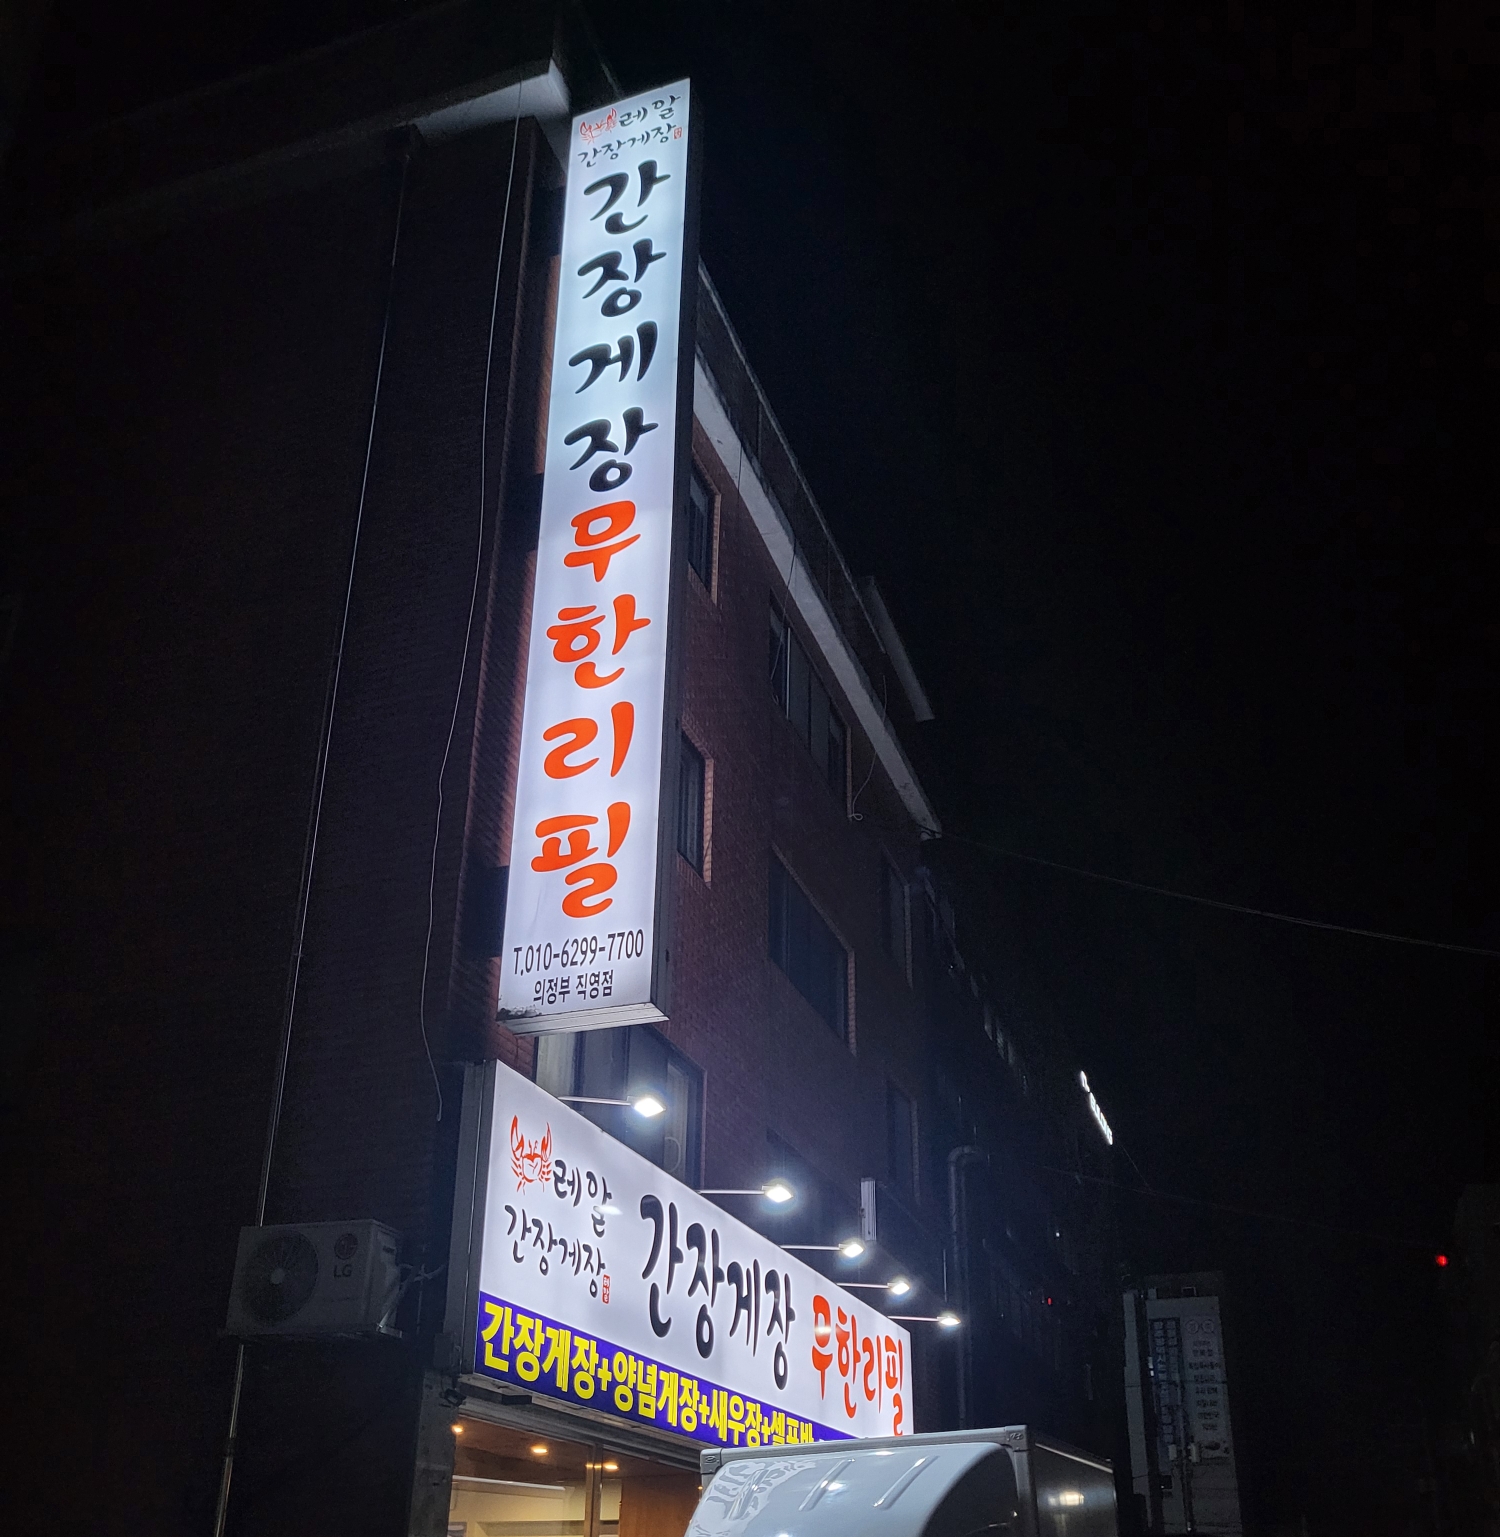 레알
간장게장
간장게장무한리필
T.010-6299-7700
의정부 직영점
레알
간장게장
간장게장 무한리필
간장게장+양념게장+새우장+셀프바
LG